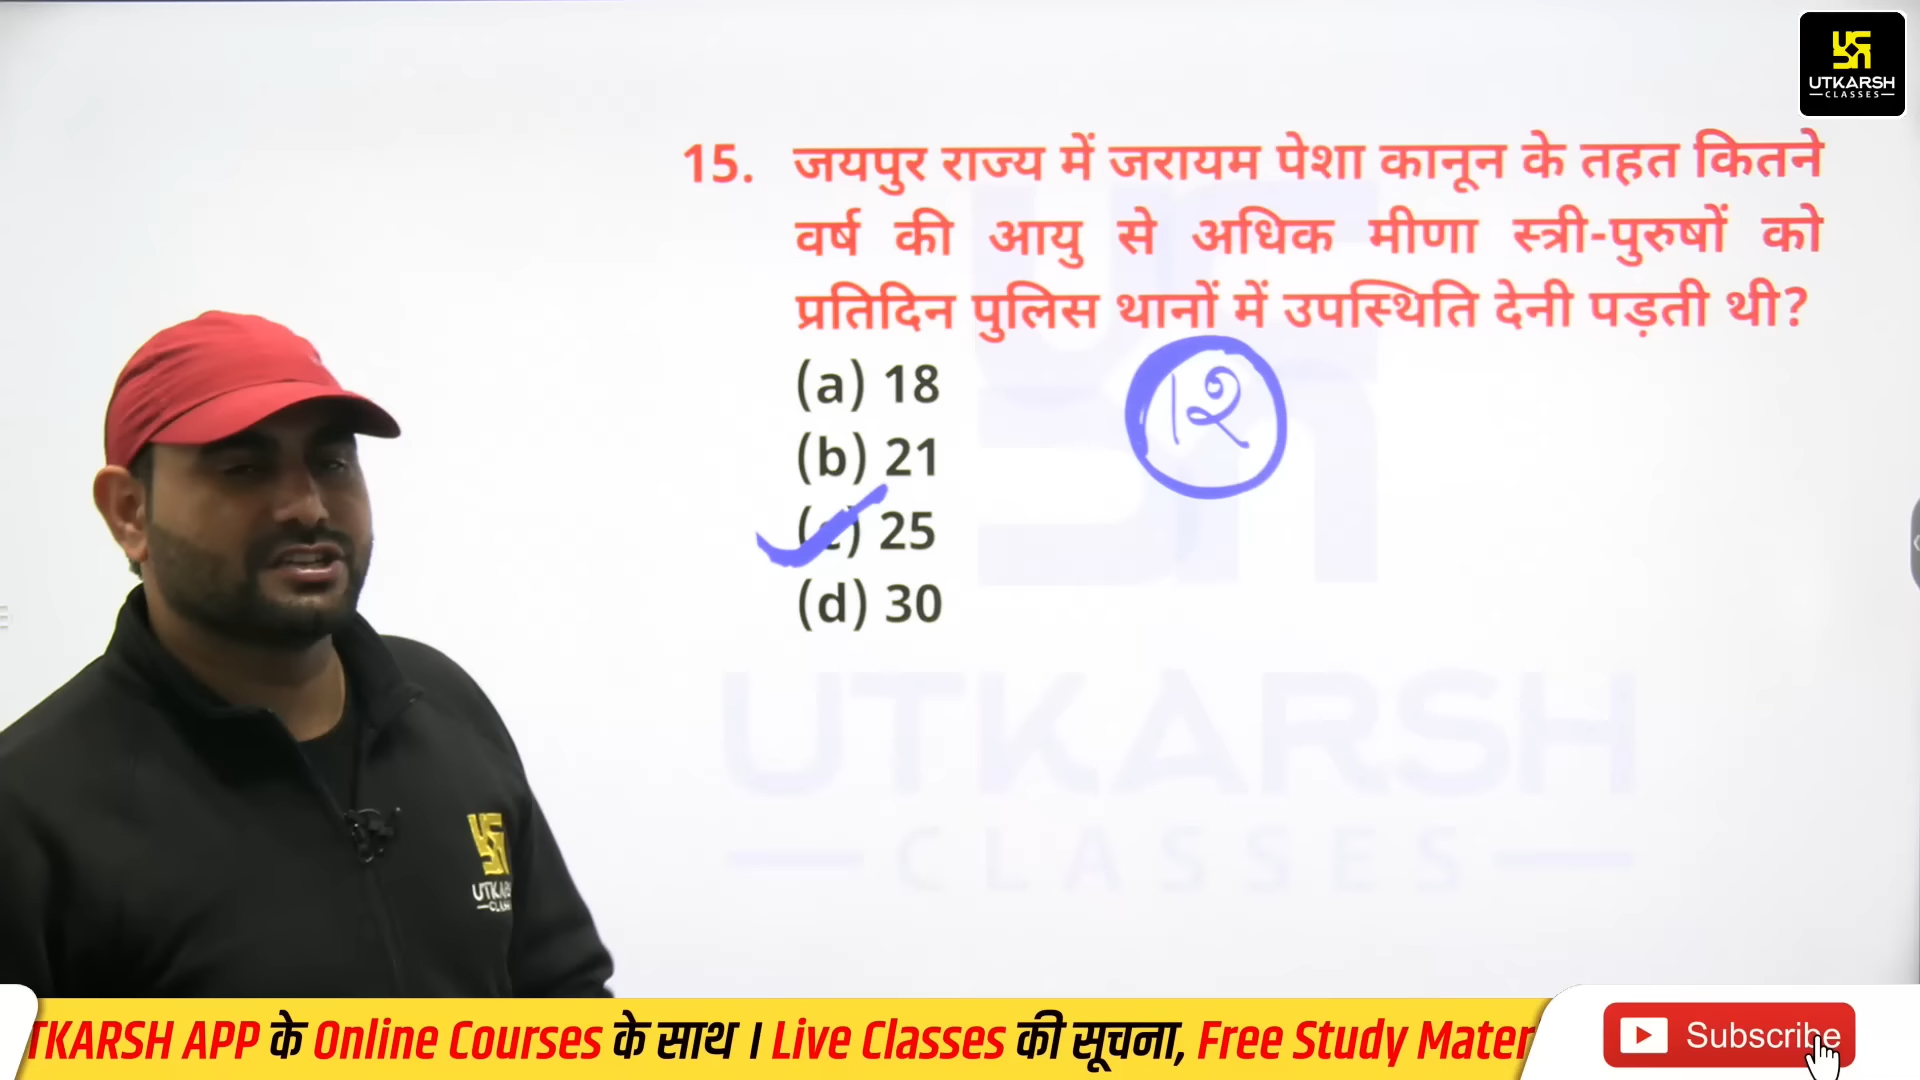 UTKARSH
CLASSES
15. जयपुर राज्य में जरायम पेशा कानून के तहत कितने
वर्ष की आयु से अधिक मीणा स्त्री-पुरुषों को
प्रतिदिन पुलिस थानों में उपस्थिति देनी पड़ती थी?
(a) 18
(b) 21
(c) 25
(d) 30
UTKARSH
CLASSES
TKARSH APP के Online Courses के साथ । Live Classes की सूचना, Free Study Mater
Subscribe